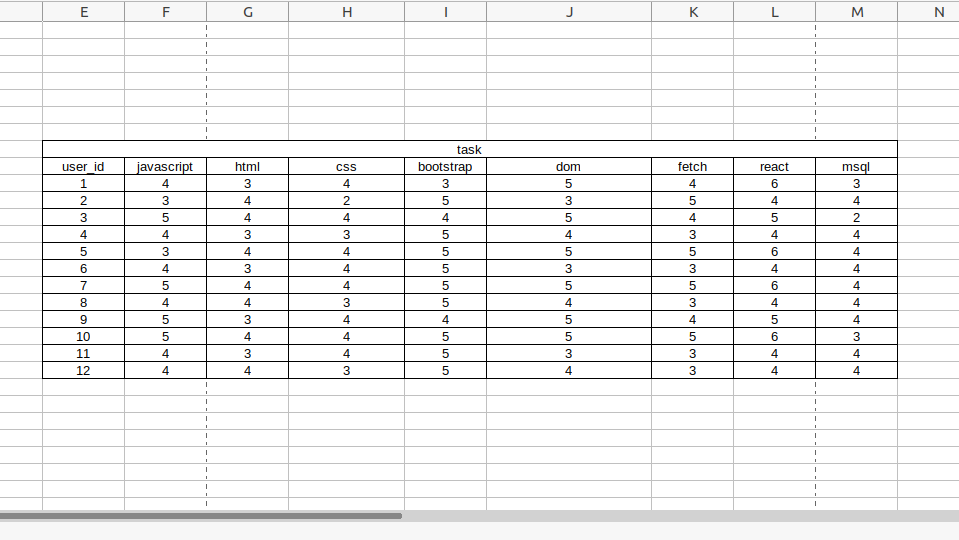 E F G H I J K L M N
task
user_id javascript html css bootstrap dom fetch react msql
1 4 3 4 3 5 4 6 3
2 3 4 2 5 3 5 4 4
3 5 4 4 4 5 4 5 2
4 4 3 3 5 4 3 4 4
5 3 4 4 5 5 5 6 4
6 4 3 4 5 3 3 4 4
7 5 4 4 5 5 5 6 4
8 4 4 3 5 4 3 4 4
9 5 3 4 4 5 4 5 4
10 5 4 4 5 5 5 6 3
11 4 3 4 5 3 3 4 4
12 4 4 3 5 4 3 4 4